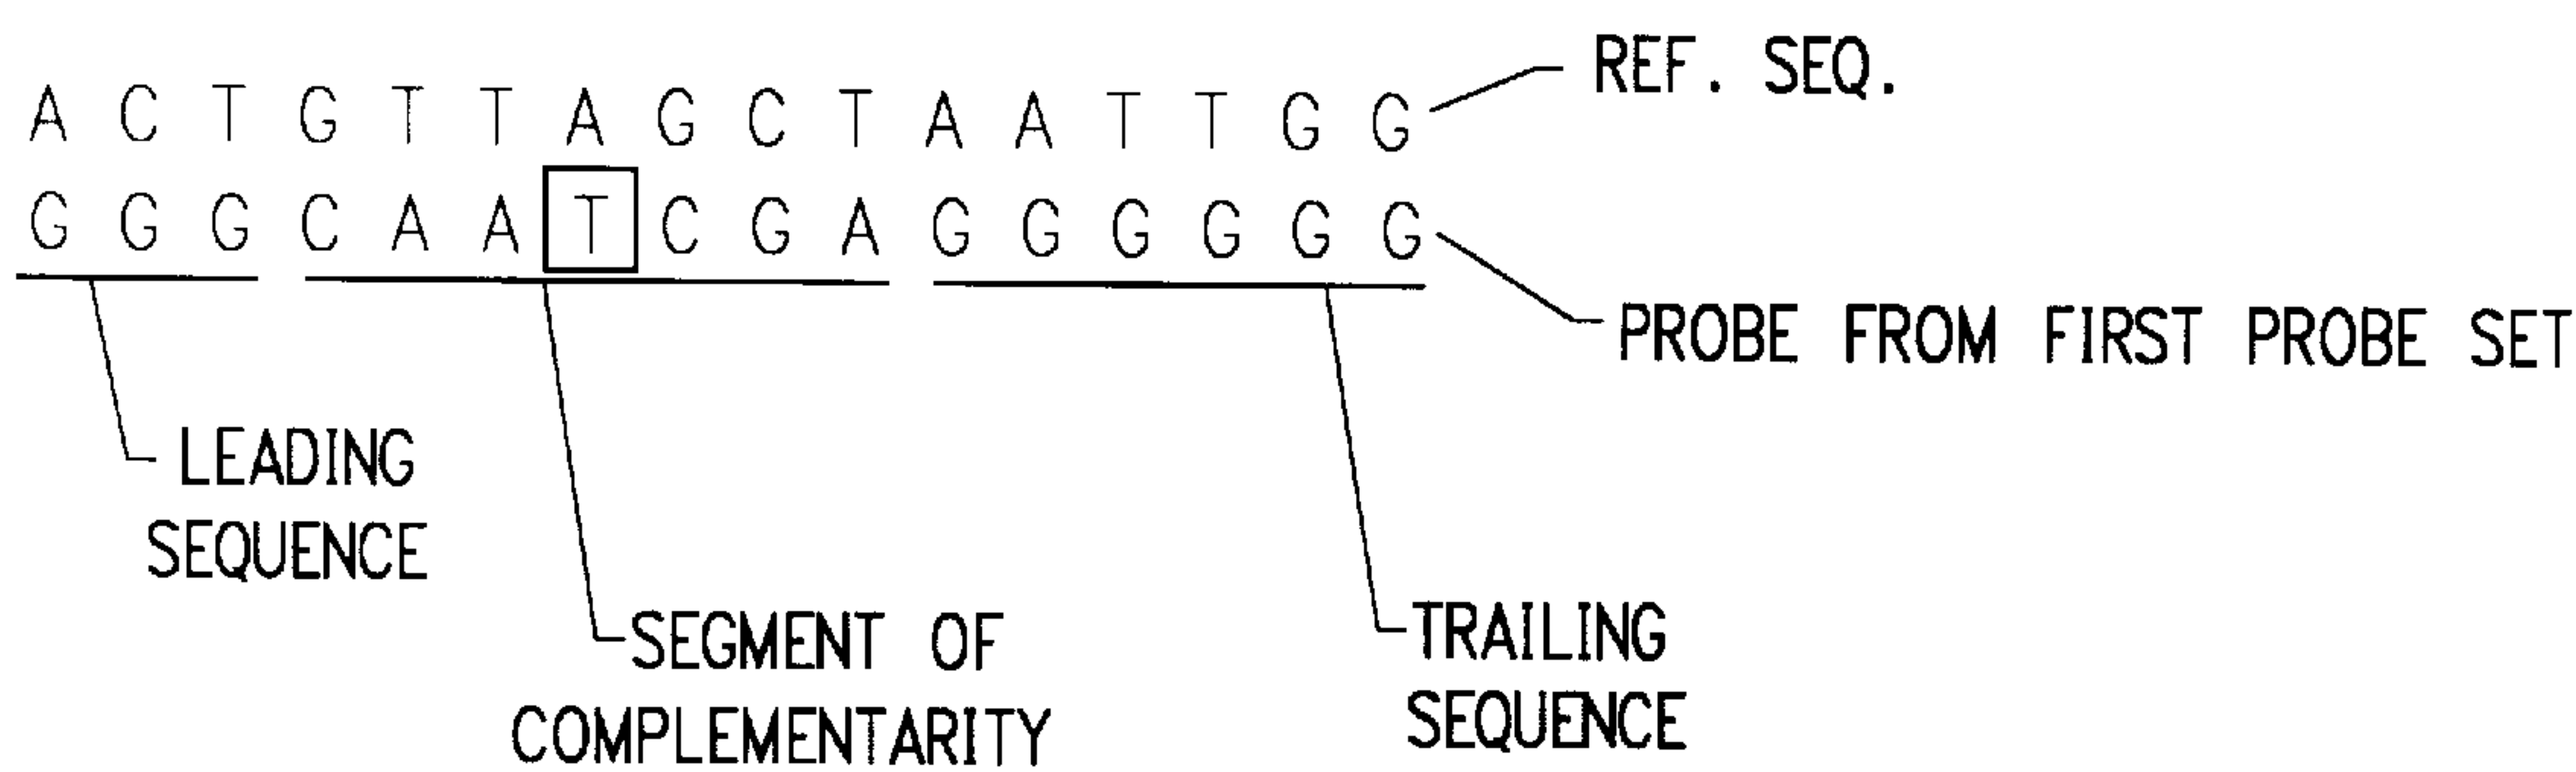 A C T G T T A G C T A A T T G G
REF. SEQ.
G G G C A A T C G A G G G G G G
PROBE FROM FIRST PROBE SET
LEADING
SEQUENCE
SEGMENT OF
COMPLEMENTARITY
TRAILING
SEQUENCE